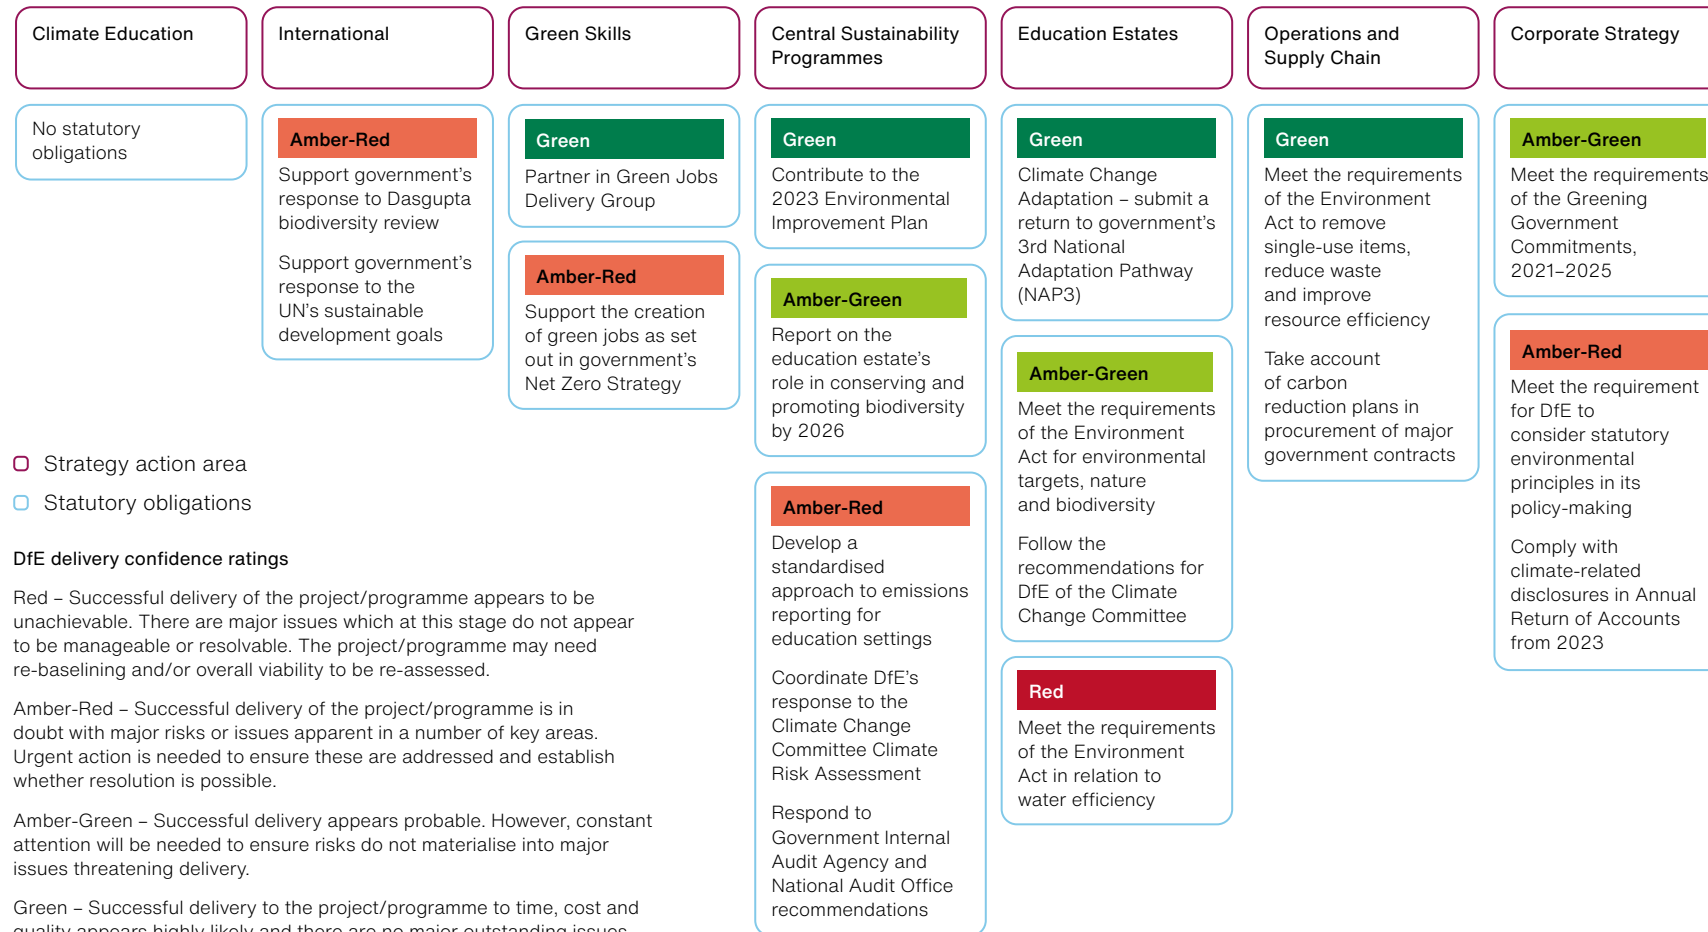 Climate Education
International
Green Skills
Central Sustainability
Programmes
Education Estates
Operations and
Supply Chain
Corporate Strategy
No statutory
obligations
Amber-Red
Support government's
response to Dasgupta
biodiversity review
Support government's
response to the
UN's sustainable
development goals
Green
Partner in Green Jobs
Delivery Group
Amber-Red
Support the creation
of green jobs as set
out in government's
Net Zero Strategy
Green
Contribute to the
2023 Environmental
Improvement Plan
Amber-Green
Report on the
education estate's
role in conserving and
promoting biodiversity
by 2026
Amber-Red
Develop a
standardised
approach to emissions
reporting for
education settings
Coordinate DfE's
response to the
Climate Change
Committee Climate
Risk Assessment
Respond to
Government Internal
Audit Agency and
National Audit Office
recommendations
Green
Climate Change
Adaptation – submit a
return to government's
3rd National
Adaptation Pathway
(NAP3)
Amber-Green
Meet the requirements
of the Environment
Act for environmental
targets, nature
and biodiversity
Follow the
recommendations for
DfE of the Climate
Change Committee
Red
Meet the requirements
of the Environment
Act in relation to
water efficiency
Green
Meet the requirements
of the Environment
Act to remove
single-use items,
reduce waste
and improve
resource efficiency
Take account
of carbon
reduction plans in
procurement of major
government contracts
Amber-Green
Meet the requirements
of the Greening
Government
Commitments,
2021–2025
Amber-Red
Meet the requirement
for DfE to
consider statutory
environmental
principles in its
policy-making
Comply with
climate-related
disclosures in Annual
Return of Accounts
from 2023
Strategy action area
Statutory obligations
DfE delivery confidence ratings
Red – Successful delivery of the project/programme appears to be
unachievable. There are major issues which at this stage do not appear
to be manageable or resolvable. The project/programme may need
re-baselining and/or overall viability to be re-assessed.
Amber-Red – Successful delivery of the project/programme is in
doubt with major risks or issues apparent in a number of key areas.
Urgent action is needed to ensure these are addressed and establish
whether resolution is possible.
Amber-Green – Successful delivery appears probable. However, constant
attention will be needed to ensure risks do not materialise into major
issues threatening delivery.
Green – Successful delivery to the project/programme to time, cost and
quality appears highly likely and there are no major outstanding issues